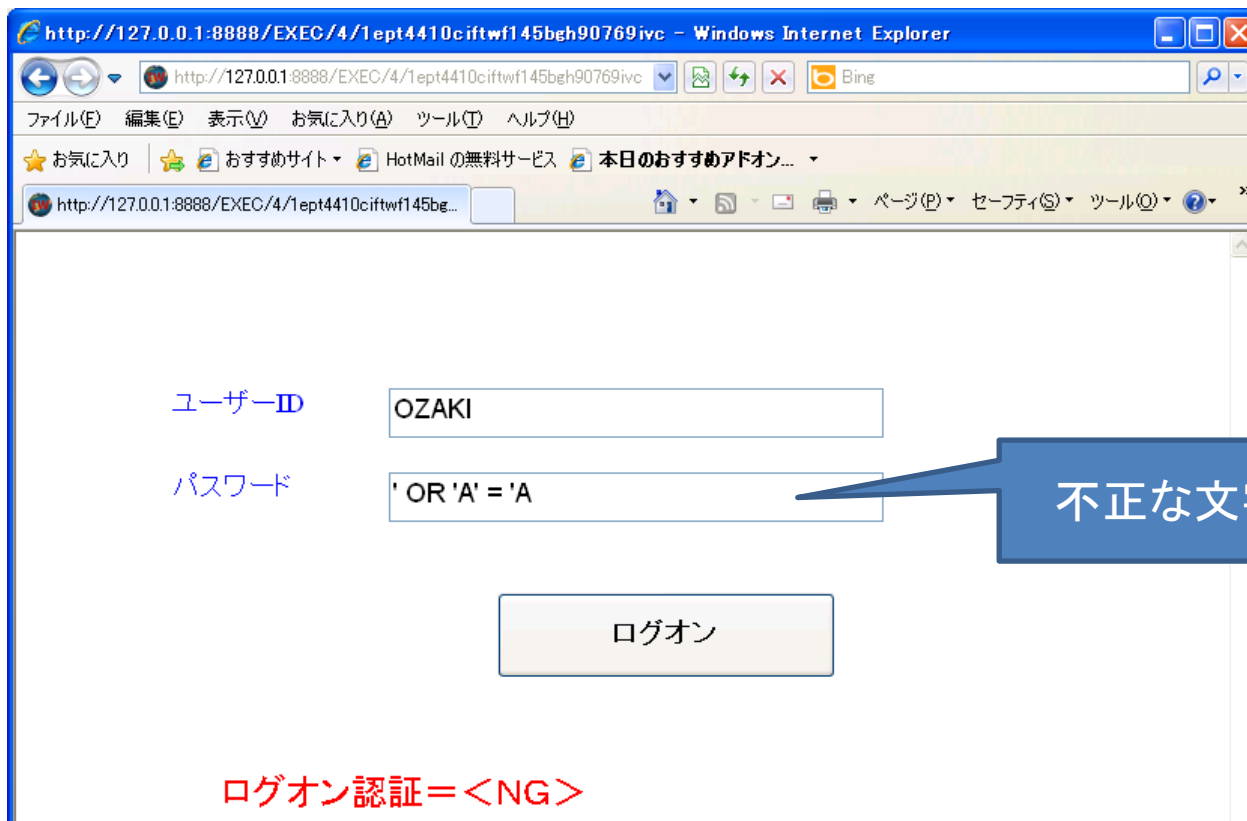 http://127.0.0.1:8888/EXEC/4/1ept4410ciftwf145bgh90769ivc - Windows Internet Explorer
http://127.0.0.1:8888/EXEC/4/1ept4410ciftwf145bgh90769ivc Bing
ファイル(F) 編集(E) 表示(V) お気に入り(A) ツール(T) ヘルプ(H)
お気に入り おすすめサイト HotMail の無料サービス 本日のおすすめアドオン...
http://127.0.0.1:8888/EXEC/4/1ept4410ciftwf145bg... ページ(P) セーフティ(S) ツール(O) »
ユーザーID OZAKI
パスワード ' OR 'A' = 'A
不正な文
ログオン
ログオン認証＝＜NG＞